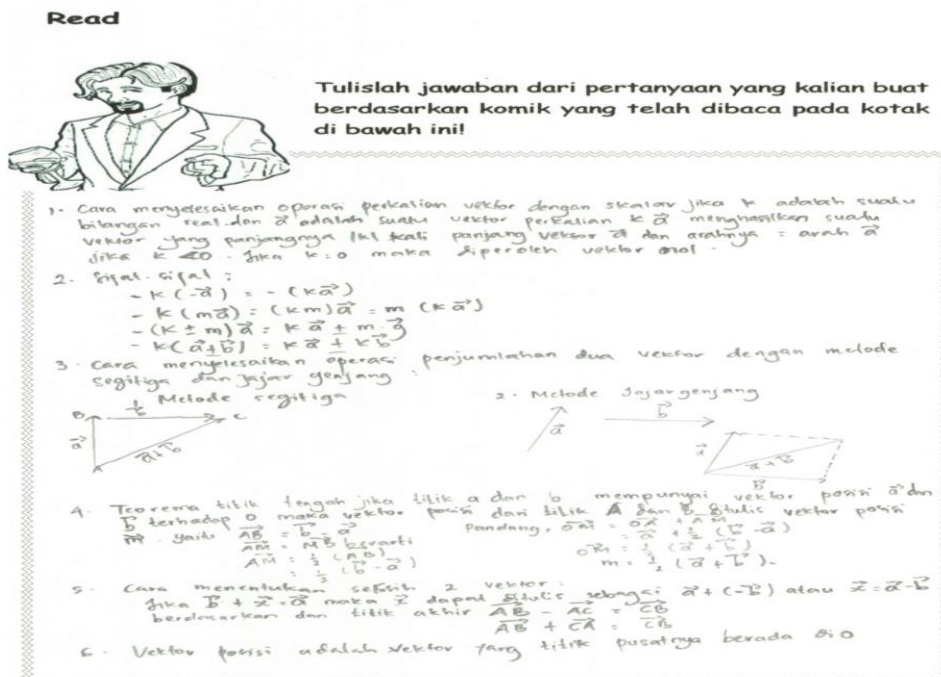 Read
Tulislah jawaban dari pertanyaan yang kalian buat
berdasarkan komik yang telah dibaca pada kotak
di bawah ini!
1. Cara menyelesaikan operasi perkalian vektor dengan skalar jika k adalah suatu
bilangan real dan a⃗ adalah suatu vektor perkalian k a⃗ menghasilkan suatu
vektor yang panjangnya |k| kali panjang vektor a⃗ dan arahnya = arah a⃗
Jika k <0. Jika k=0 maka diperoleh vektor nol.
2. Sifat-sifat :
- k (-a⃗) = - (ka⃗)
- k (ma⃗) = (km)a⃗ = m (k a⃗)
- (k ± m)a⃗ = k a⃗ ± m.a⃗
- k(a⃗±b⃗) = k a⃗ ± k b⃗
3. Cara menyelesaikan operasi penjumlahan dua vektor dengan metode
segitiga dan jajar genjang :
Metode segitiga
B b⃗ C
a⃗
A a⃗+b⃗
2. Metode Jajargenjang
a⃗ b⃗
a⃗ a⃗+b⃗
b⃗
4. Teorema titik tengah jika titik a dan b mempunyai vektor posisi a⃗ dan
b⃗ terhadap O maka vektor posisi dari titik A dan B ditulis vektor posisi
m⃗. yaitu AB = b⃗ - a⃗
AM = MB berarti
AM = ½ (AB)
= ½ (b⃗ - a⃗)
Pandang, OM = OA + AM
= a⃗ + ½ (b⃗ - a⃗)
OM = ½ (a⃗ + b⃗)
m = ½ (a⃗ + b⃗).
5. Cara menentukan selisih 2 vektor :
Jika b⃗ + x⃗ = a⃗ maka x⃗ dapat ditulis sebagai a⃗ + (-b⃗) atau x⃗ = a⃗-b⃗
berdasarkan dan titik akhir AB - AC = CB
AB + CA = CB
6. Vektor posisi adalah vektor yang titik pusatnya berada di O